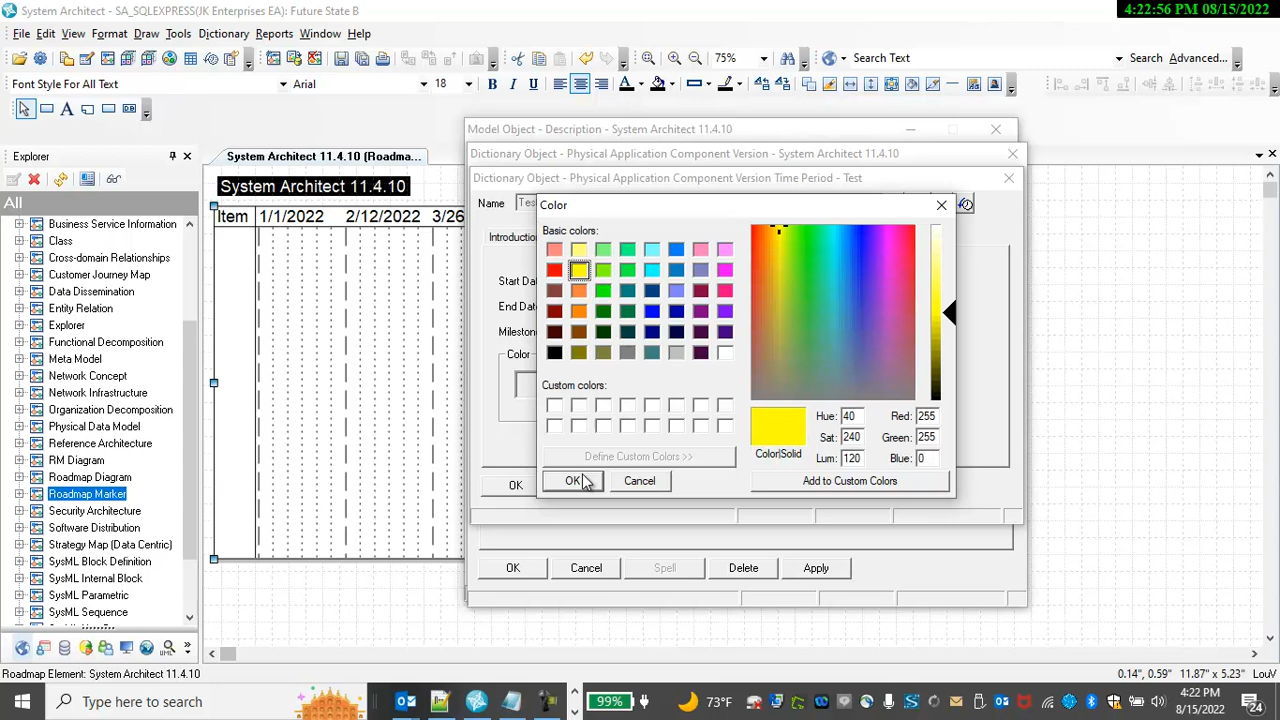 System Architect - SA_SQLEXPRESS(JK Enterprises EA): Future State B
4:22:56 PM 08/15/2022
File Edit View Format Draw Tools Dictionary Reports Window Help
75% Search Text Search Advanced...
Font Style For All Text Arial 18 B I U
Explorer
System Architect 11.4.10 (Roadma...
All
Business Service Information
Class
Cross-domain Relationships
Customer Journey Map
Data Dissemination
Entity Relation
Explorer
Functional Decomposition
Meta Model
Network Concept
Network Hierarchy
Organization Decomposition
Physical Data Model
Reference Architecture
RM Diagram
Roadmap Diagram
Roadmap Marker
Security Architecture
Software Distribution
Strategy Map (Data Centric)
SysML Block Definition
SysML Internal Block
SysML Parametric
SysML Sequence
System Architect 11.4.10
Item 1/1/2022 2/12/2022 3/26
Model Object - Description - System Architect 11.4.10
Dictionary Object - Physical Application Component Version - System Architect 11.4.10
Dictionary Object - Physical Application Component Version Time Period - Test
Name
Introduction
Start Da
End Date
Milestone
Color
OK
OK Cancel Spell Delete Apply
Color
Basic colors:
Custom colors:
Define Custom Colors >>
OK Cancel
Color|Solid
Hue: 40 Red: 255
Sat: 240 Green: 255
Lum: 120 Blue: 0
Add to Custom Colors
Roadmap Element: System Architect 11.4.10
0.14", 0.59" 11.87" x 5.23" LouV
Type here to search
99%
73°F
4:22 PM
8/15/2022
24